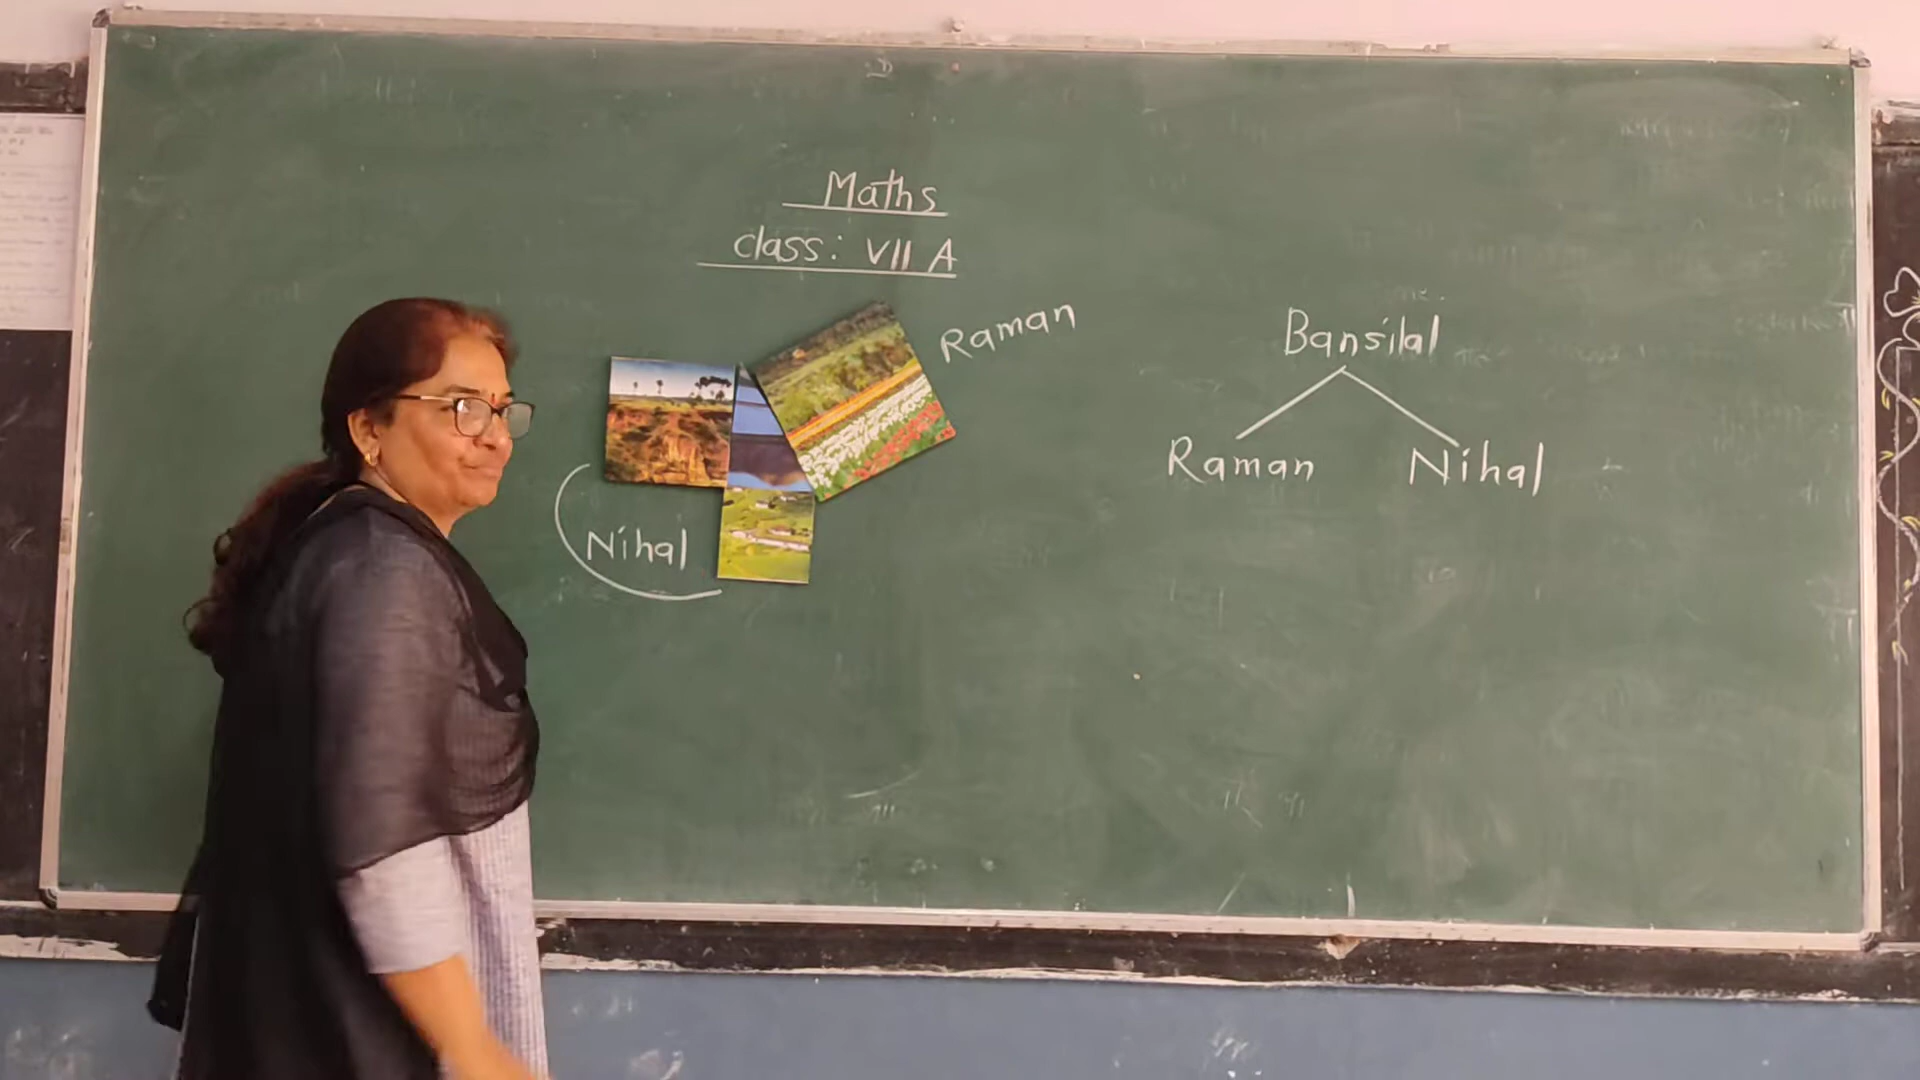 Maths
class: VII A
Raman
Nihal
Bansilal
Raman Nihal